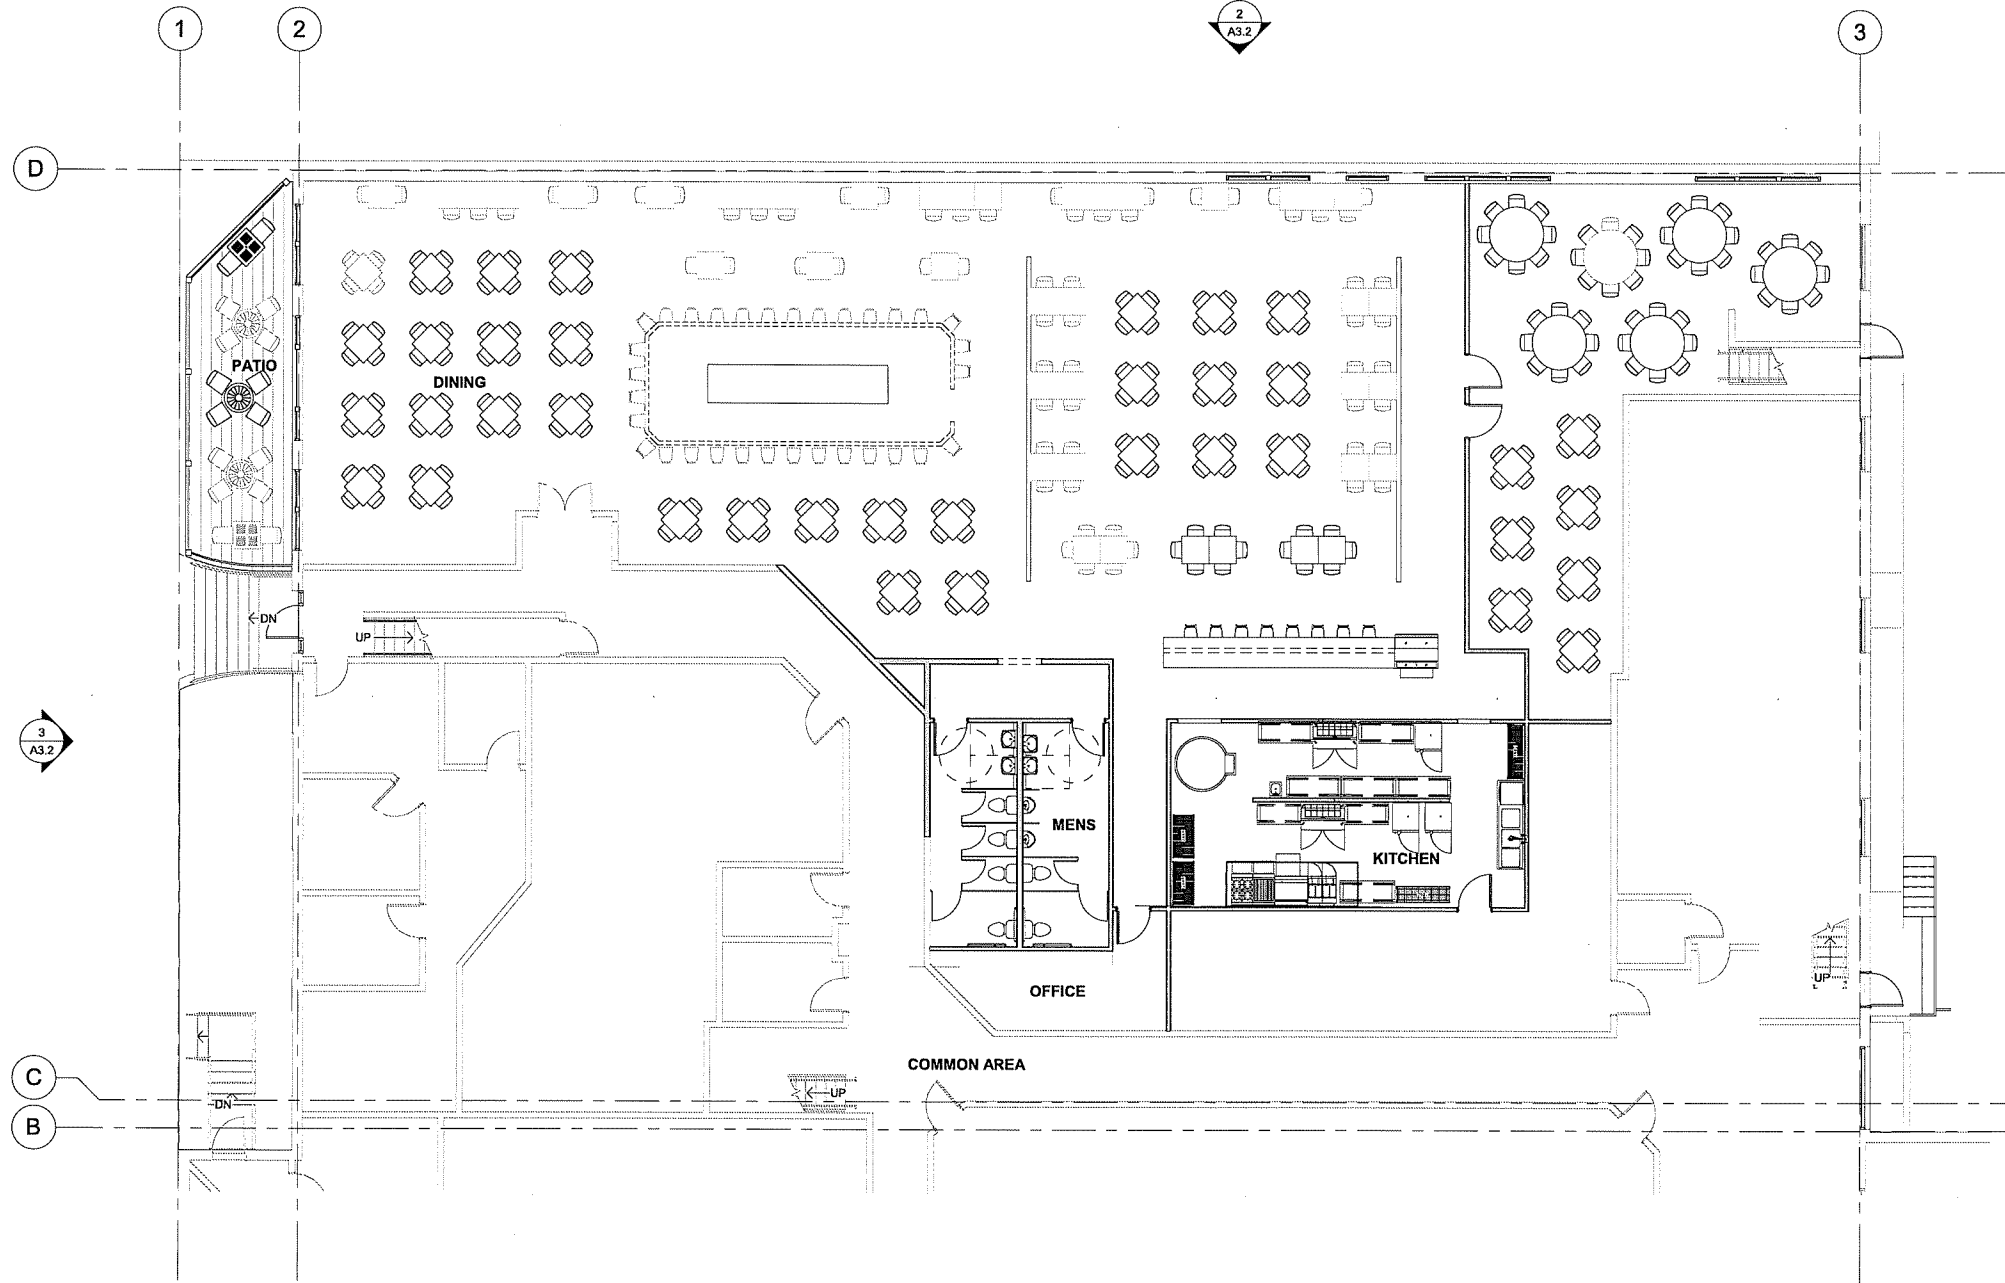 1
2
2
A3.2
3
D
PATIO
DINING
DN
UP
3
A3.2
MENS
KITCHEN
UP
OFFICE
COMMON AREA
C
UP
DN
B